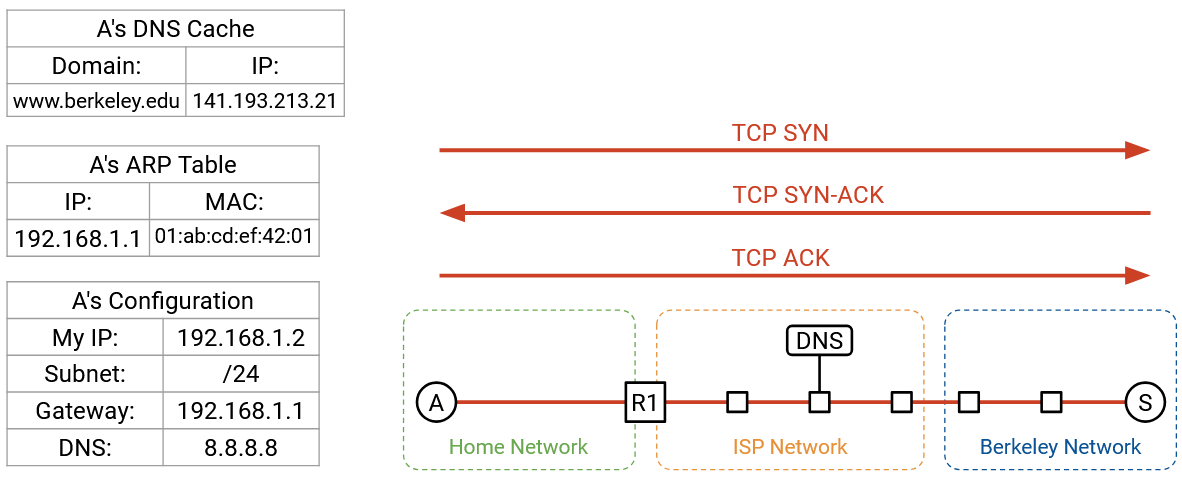 A's DNS Cache
Domain: IP:
www.berkeley.edu 141.193.213.21
A's ARP Table
IP: MAC:
192.168.1.1 01:ab:cd:ef:42:01
A's Configuration
My IP: 192.168.1.2
Subnet: /24
Gateway: 192.168.1.1
DNS: 8.8.8.8
TCP SYN
TCP SYN-ACK
TCP ACK
DNS
A R1 S
Home Network ISP Network Berkeley Network